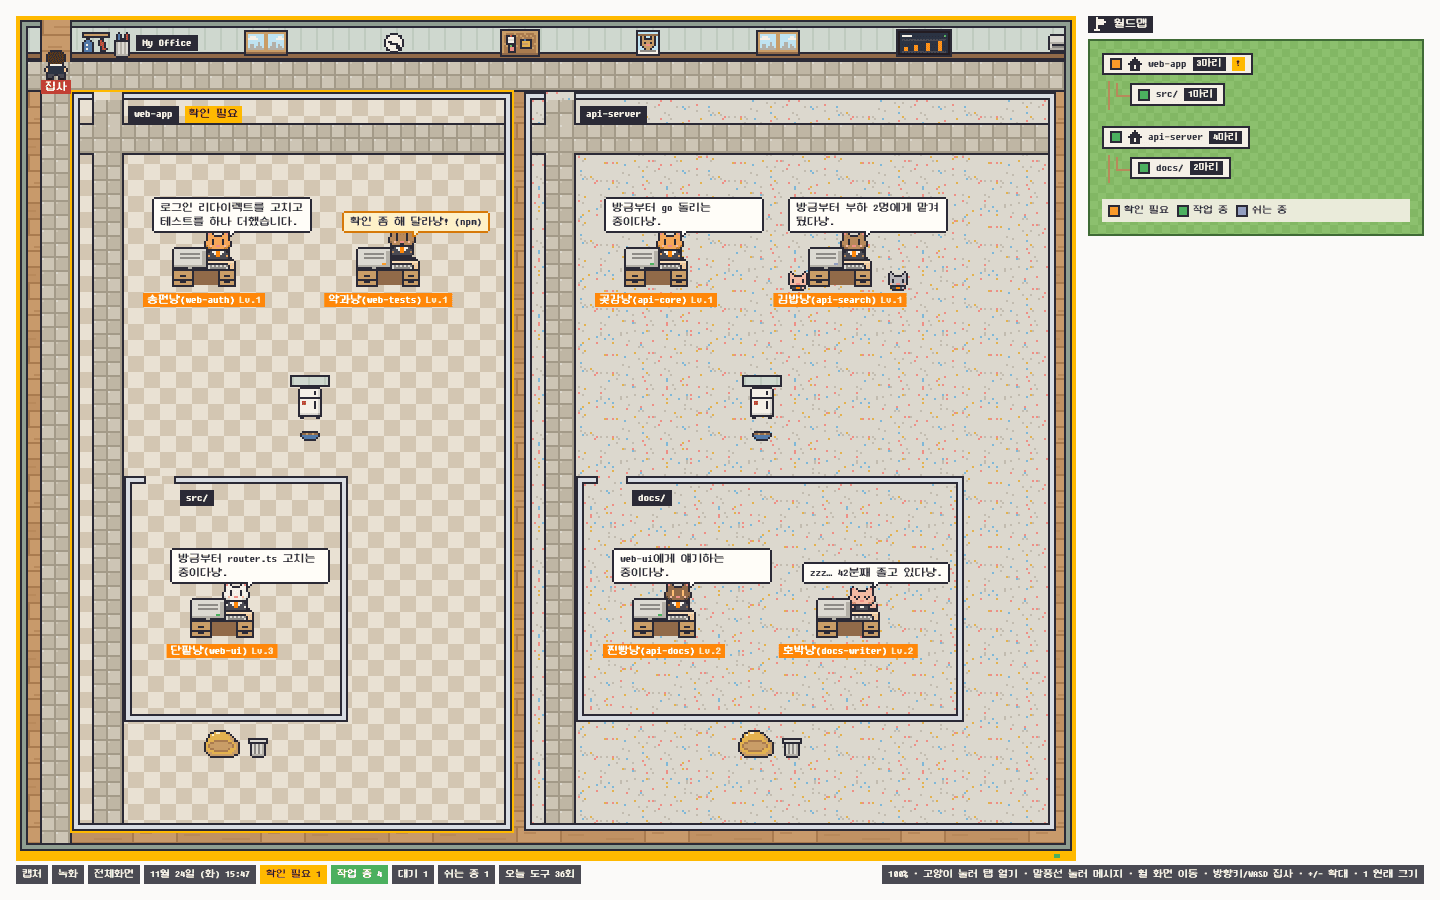 My Office
집사
web-app
확인 필요
api-server
로그인 리다이렉트를 고치고
테스트를 하나 더했습니다.
확인 좀 해 달라냥! (npm)
방금부터 go 돌리는
중이다냥.
방금부터 부하 2명에게 맡겨
뒀다냥.
송편냥(web-auth) Lv.1
약과냥(web-tests) Lv.1
곶감냥(api-core) Lv.1
김밥냥(api-search) Lv.1
src/
docs/
방금부터 router.ts 고치는
중이다냥.
web-ui에게 얘기하는
중이다냥.
zzz… 42분째 졸고 있다냥.
단팥냥(web-ui) Lv.3
찐빵냥(api-docs) Lv.2
호박냥(docs-writer) Lv.2
월드맵
web-app 3마리 !
src/ 1마리
api-server 4마리
docs/ 2마리
확인 필요 작업 중 쉬는 중
캡처 녹화 전체화면 11월 24일 (화) 15:47 확인 필요 1 작업 중 4 대기 1 쉬는 중 1 오늘 도구 36회
100% · 고양이 눌러 탭 열기 · 말풍선 눌러 메시지 · 휠 화면 이동 · 방향키/WASD 집사 · +/- 확대 · 1 원래 크기